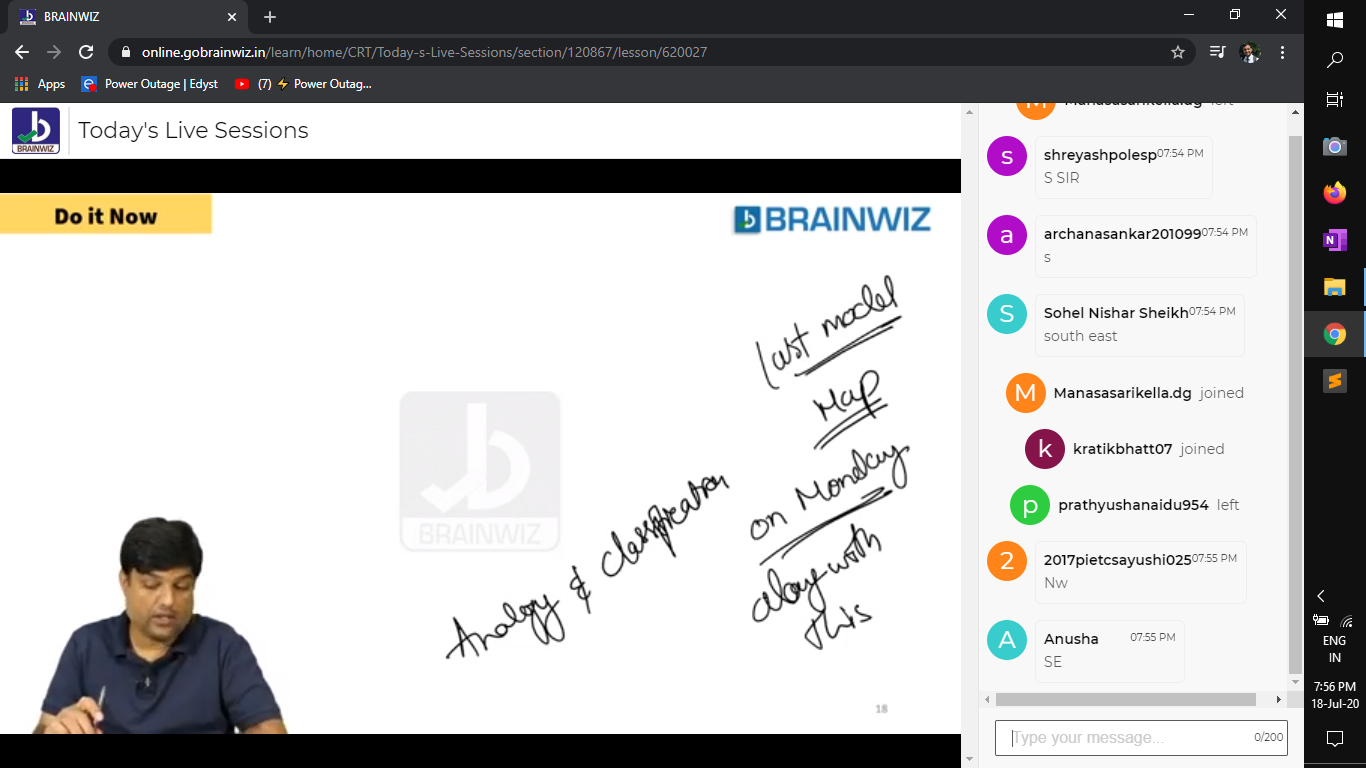 BRAINWIZ
online.gobrainwiz.in/learn/home/CRT/Today-s-Live-Sessions/section/120867/lesson/620027
Apps
Power Outage | Edyst
(7) ⚡ Power Outag...
BRAINWIZ
Today's Live Sessions
Do it Now
BRAINWIZ
last model
Map
on Monday
along with
this
Analogy & Classification
BRAINWIZ
18
Manasasarikella.dg left
shreyashpolesp 07:54 PM
S SIR
archanasankar201099 07:54 PM
s
Sohel Nishar Sheikh 07:54 PM
south east
Manasasarikella.dg joined
kratikbhatt07 joined
prathyushanaidu954 left
2017pietcsayushi025 07:55 PM
Nw
Anusha 07:55 PM
SE
Type your message...
0/200
M
s
a
S
M
k
p
2
A
ENG
IN
7:56 PM
18-Jul-20